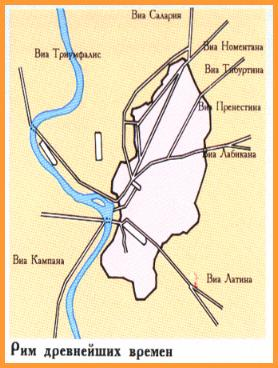 Виа Салария
Виа Номентана
Виа Триумфалис
Виа Тибуртина
Виа Пренестина
Виа Лабикана
Виа Кампана
Виа Латина
Рим древнейших времен